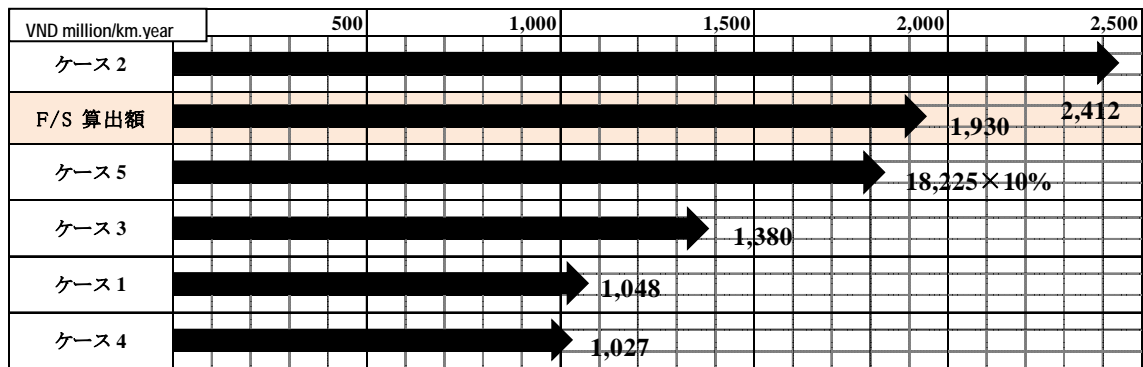 VND million/km.year 500 1,000 1,500 2,000 2,500
ケース 2
2,412
F/S 算出額 1,930
ケース 5 18,225×10%
ケース 3 1,380
ケース 1 1,048
ケース 4 1,027